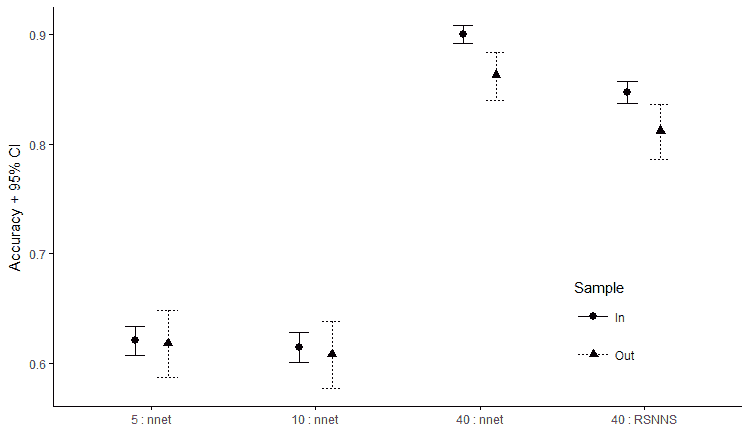 Accuracy + 95% CI
0.9
0.8
0.7
0.6
5 : nnet
10 : nnet
40 : nnet
40 : RSNNS
Sample
In
Out